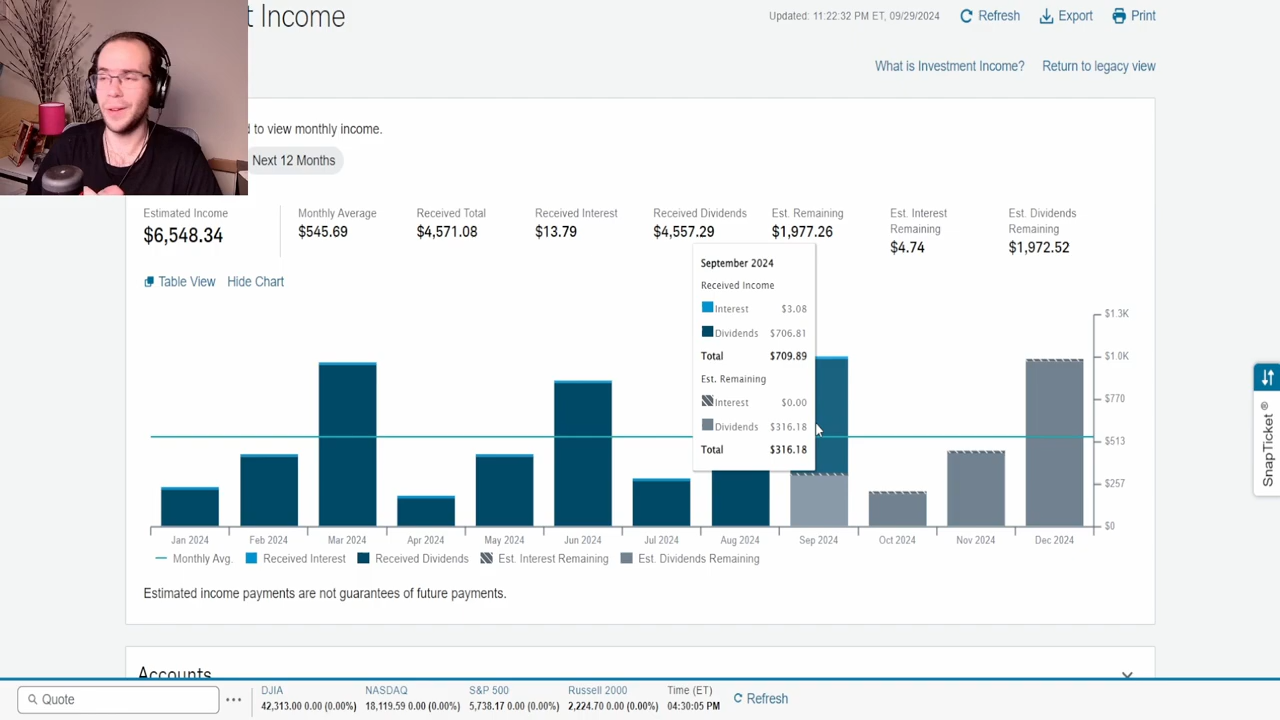 t Income
Updated: 11:22:32 PM ET, 09/29/2024
Refresh
Export
Print
What is Investment Income?
Return to legacy view
to view monthly income.
Next 12 Months
Estimated Income
$6,548.34
Monthly Average
$545.69
Received Total
$4,571.08
Received Interest
$13.79
Received Dividends
$4,557.29
Est. Remaining
$1,977.26
Est. Interest
Remaining
$4.74
Est. Dividends
Remaining
$1,972.52
Table View
Hide Chart
September 2024
Received Income
Interest $3.08
Dividends $706.81
Total $709.89
Est. Remaining
Interest $0.00
Dividends $316.18
Total $316.18
$1.3K
$1.0K
$770
$513
$257
$0
Jan 2024
Feb 2024
Mar 2024
Apr 2024
May 2024
Jun 2024
Jul 2024
Aug 2024
Sep 2024
Oct 2024
Nov 2024
Dec 2024
Monthly Avg.
Received Interest
Received Dividends
Est. Interest Remaining
Est. Dividends Remaining
Estimated income payments are not guarantees of future payments.
SnapTicket ®
Accounts
Quote
DJIA
42,313.00 0.00 (0.00%)
NASDAQ
18,119.59 0.00 (0.00%)
S&P 500
5,738.17 0.00 (0.00%)
Russell 2000
2,224.70 0.00 (0.00%)
Time (ET)
04:30:05 PM
Refresh